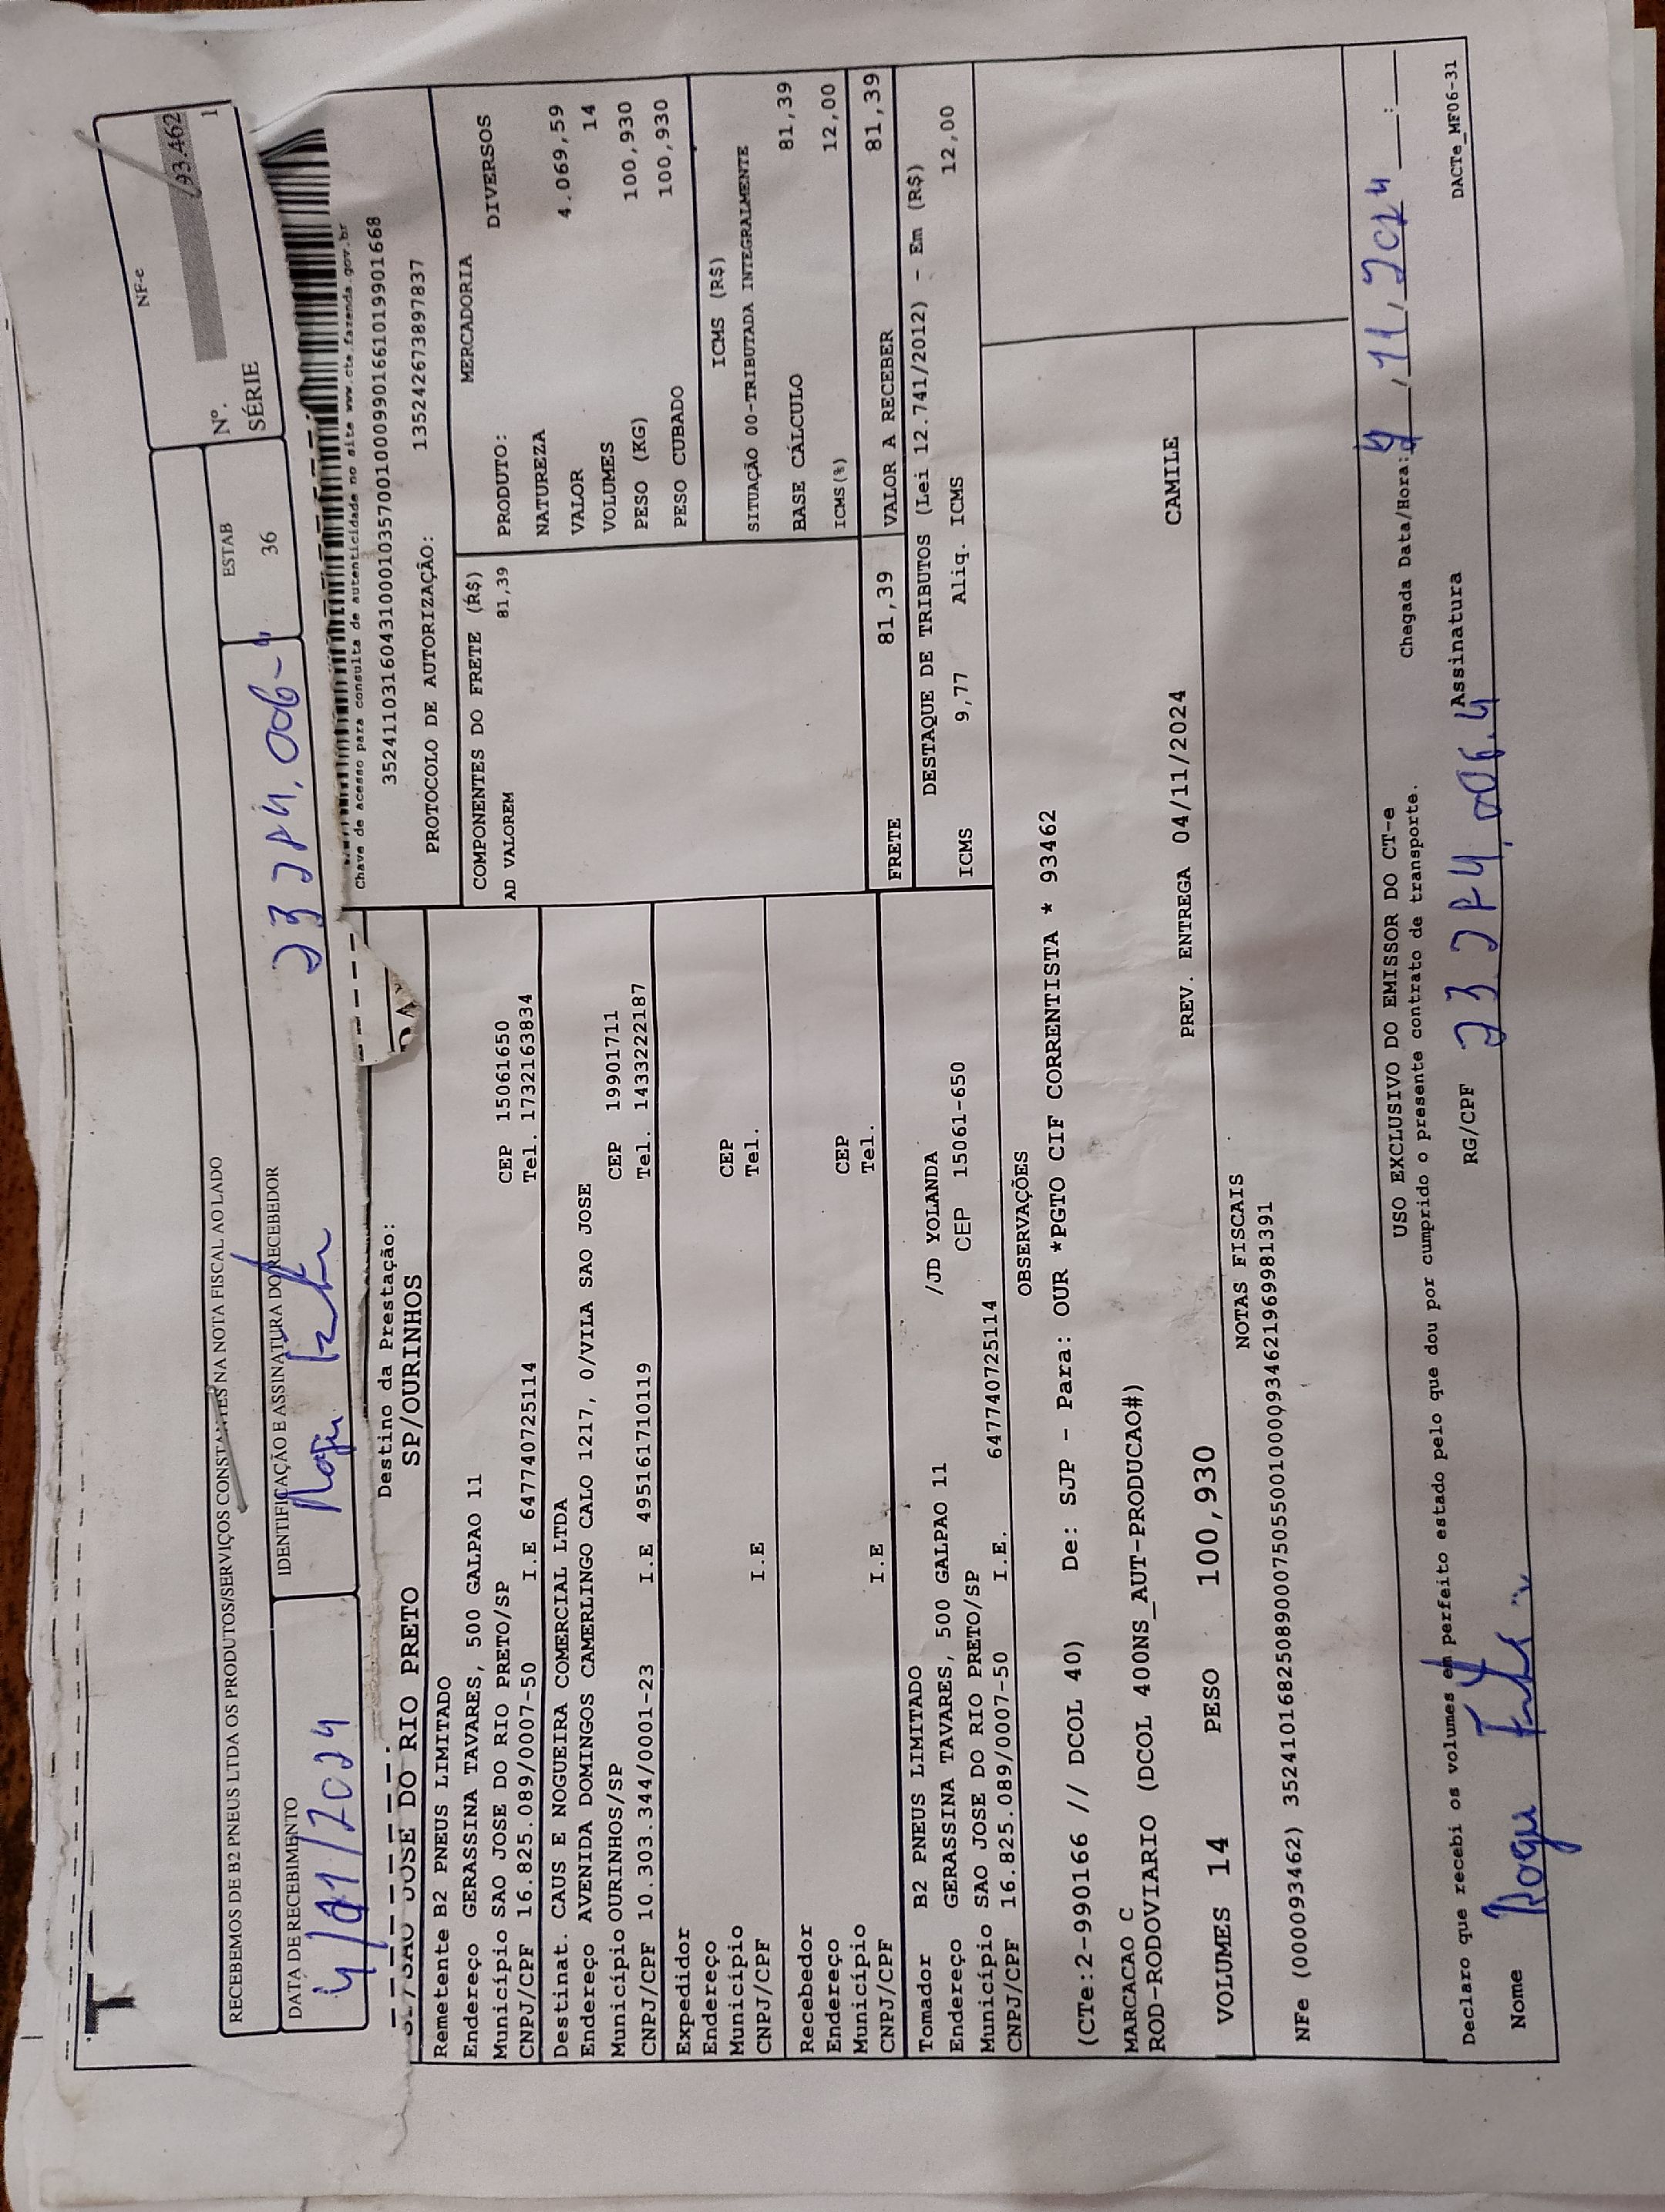 NF-e
RECEBEMOS DE B2 PNEUS LTDA OS PRODUTOS/SERVIÇOS CONSTANTES NA NOTA FISCAL AO LADO
ESTAB
36
Nº.
93.462
SÉRIE
1
DATA DE RECEBIMENTO
4/11/2024
IDENTIFICAÇÃO E ASSINATURA DO RECEBEDOR
Chave de acesso para consulta de autenticidade no site www.cte.fazenda.gov.br
35241103160431000103570010009901661019901668
PROTOCOLO DE AUTORIZAÇÃO: 135242673897837
SP/SAO JOSE DO RIO PRETO
Destino da Prestação:
SP/OURINHOS
Remetente B2 PNEUS LIMITADO
Endereço GERASSINA TAVARES, 500 GALPAO 11
Município SAO JOSE DO RIO PRETO/SP CEP 15061650
CNPJ/CPF 16.825.089/0007-50 I.E 647740725114 Tel. 1732163834
Destinat. CAUS E NOGUEIRA COMERCIAL LTDA
Endereço AVENIDA DOMINGOS CAMERLINGO CALO 1217, 0/VILA SAO JOSE
Município OURINHOS/SP CEP 19901711
CNPJ/CPF 10.303.344/0001-23 I.E 495161710119 Tel. 1433222187
Expedidor
Endereço
Município CEP
CNPJ/CPF I.E Tel.
Recebedor
Endereço
Município CEP
CNPJ/CPF I.E Tel.
Tomador B2 PNEUS LIMITADO
Endereço GERASSINA TAVARES, 500 GALPAO 11 /JD YOLANDA
Município SAO JOSE DO RIO PRETO/SP CEP 15061-650
CNPJ/CPF 16.825.089/0007-50 I.E. 647740725114
COMPONENTES DO FRETE (R$)
AD VALOREM 81,39
MERCADORIA
PRODUTO: DIVERSOS
NATUREZA
VALOR 4.069,59
VOLUMES 14
PESO (KG) 100,930
PESO CUBADO 100,930
ICMS (R$)
SITUAÇÃO 00-TRIBUTADA INTEGRALMENTE
BASE CÁLCULO 81,39
ICMS(%) 12,00
FRETE 81,39 VALOR A RECEBER 81,39
DESTAQUE DE TRIBUTOS (Lei 12.741/2012) - Em (R$)
ICMS 9,77 Aliq. ICMS 12,00
OBSERVAÇÕES
(CTe:2-990166 // DCOL 40) De: SJP - Para: OUR *PGTO CIF CORRENTISTA * 93462
MARCACAO C
ROD-RODOVIARIO (DCOL 400NS_AUT-PRODUCAO#) PREV. ENTREGA 04/11/2024 CAMILE
VOLUMES 14 PESO 100,930
NOTAS FISCAIS
NFe (000093462) 35241016825089000775055001000093462196998​1391
USO EXCLUSIVO DO EMISSOR DO CT-e
Declaro que recebi os volumes em perfeito estado pelo que dou por cumprido o presente contrato de transporte.
Chegada Data/Hora: 4/11/2024 __:__
Nome
RG/CPF
Assinatura
DACTe_MF06-31